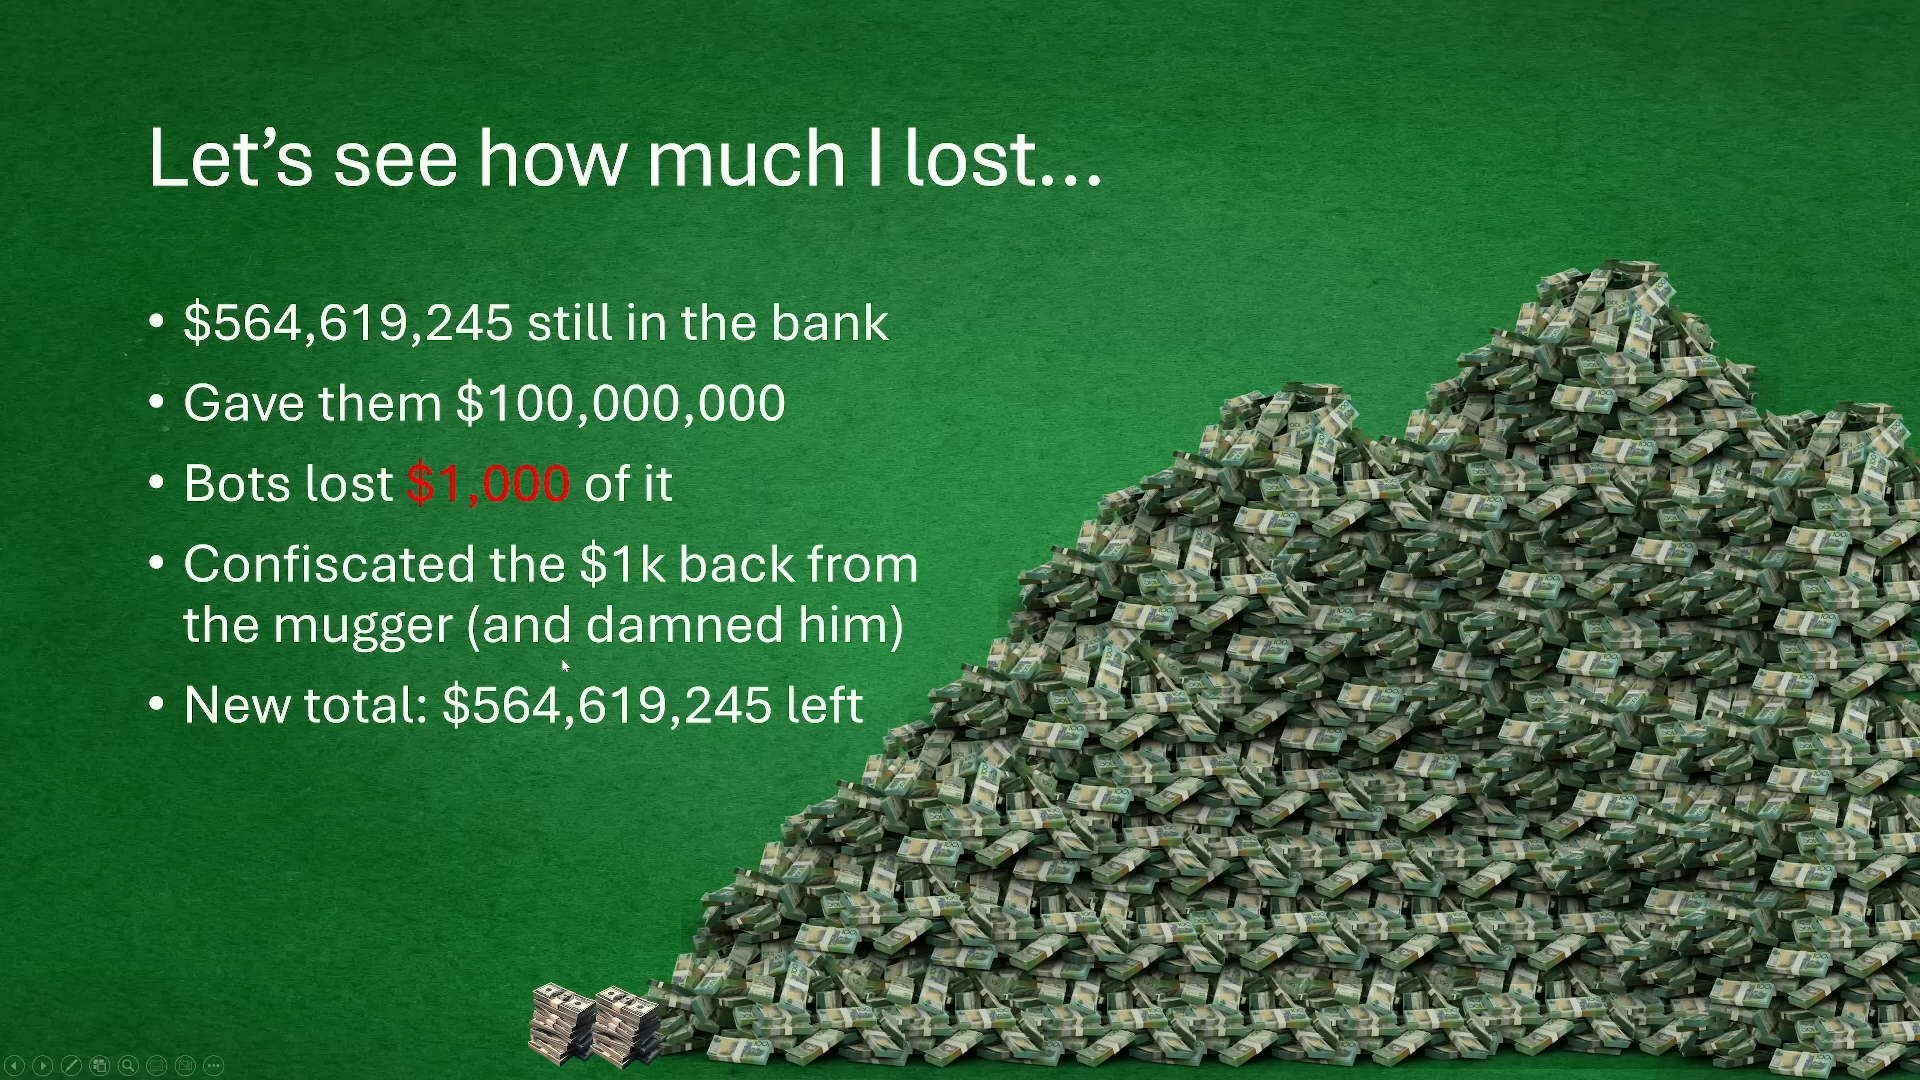 Let’s see how much I lost…
• $564,619,245 still in the bank
• Gave them $100,000,000
• Bots lost $1,000 of it
• Confiscated the $1k back from
the mugger (and damned him)
• New total: $564,619,245 left